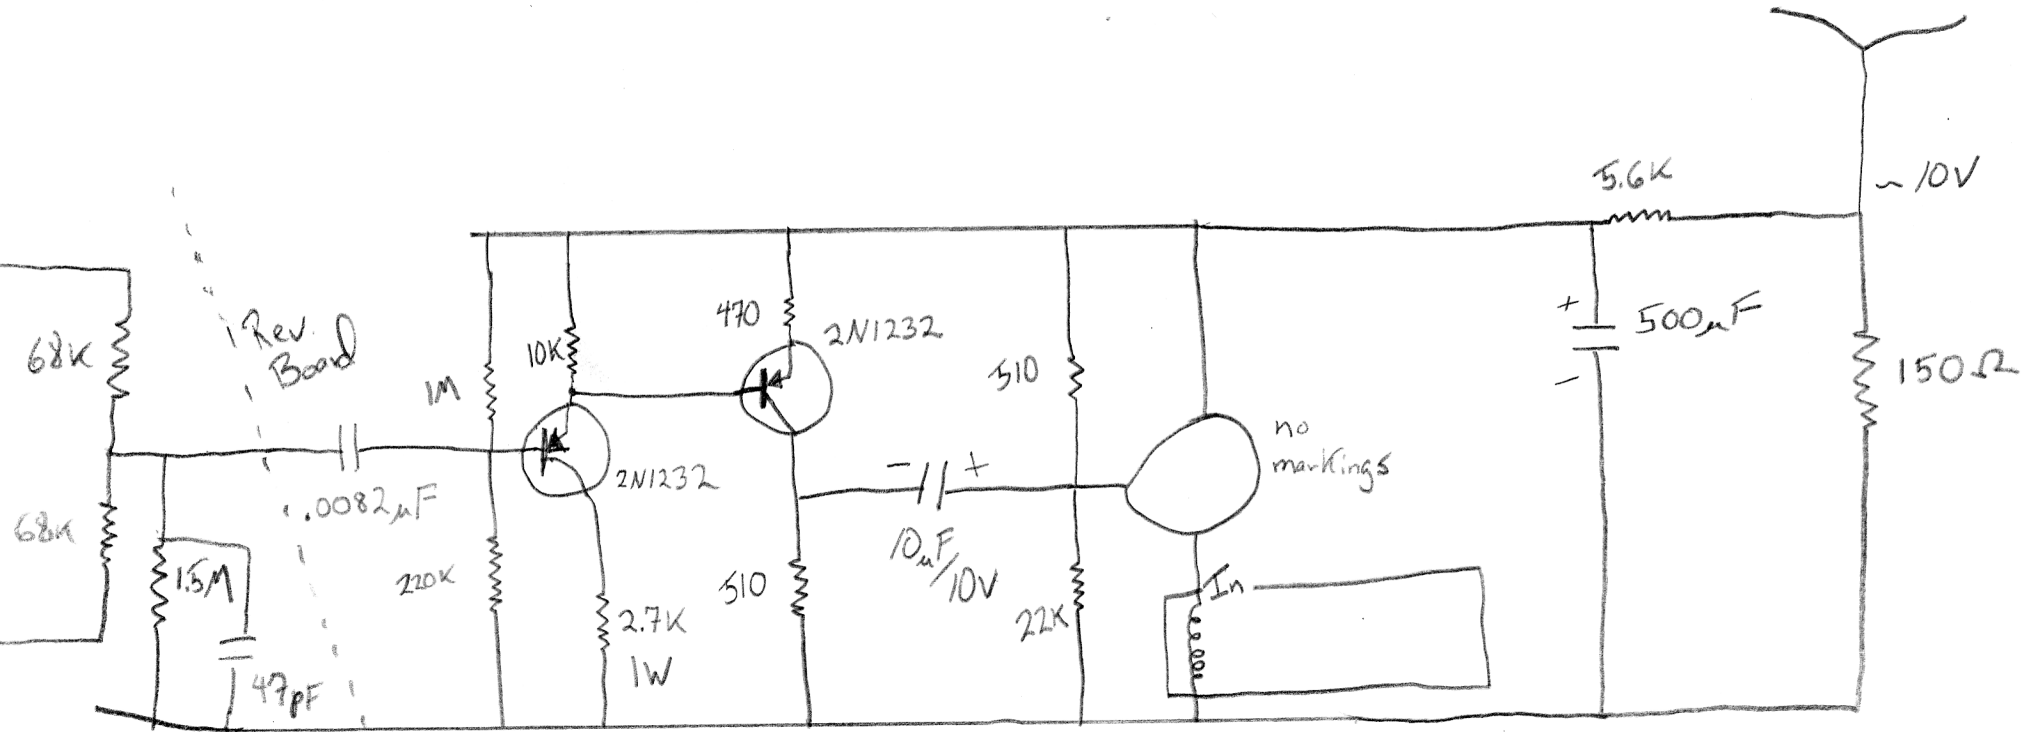 5.6K
~ 10V
Rev.
Board
68K
470
2N1232
500µF
150Ω
10K
1M
510
no
markings
2N1232
.0082µF
- +
+
-
68K
1.5M
47pF
220K
2.7K
1W
510
10µF/
10V
22K
In